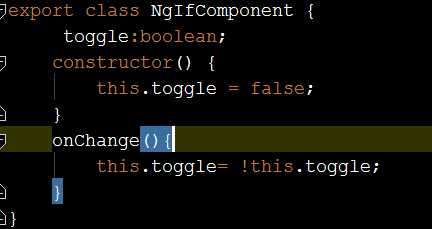 export class NgIfComponent {
toggle:boolean;
constructor() {
this.toggle = false;
}
onChange(){
this.toggle= !this.toggle;
}
}